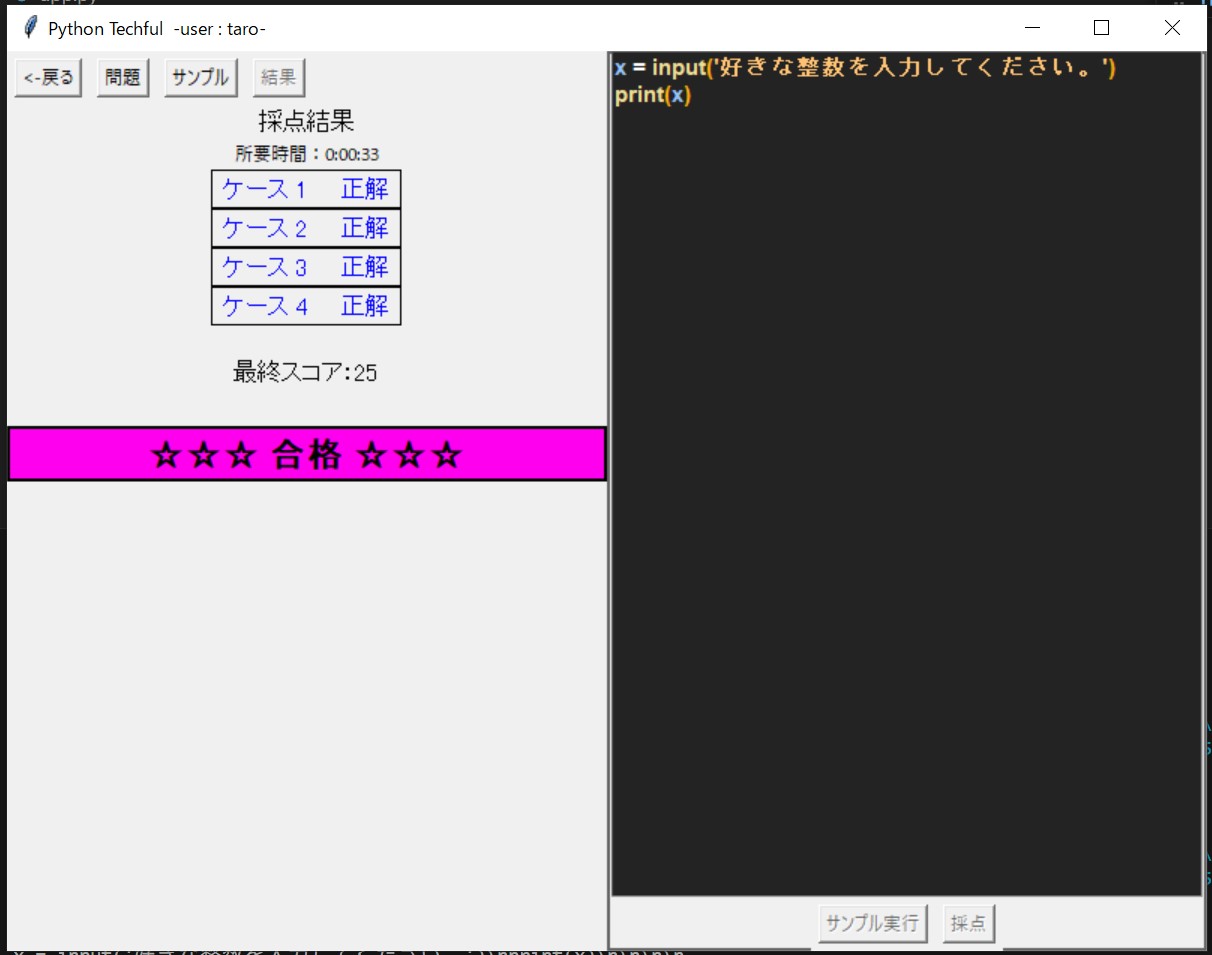 Python Techful -user : taro-
<-戻る 問題 サンプル 結果
採点結果
所要時間：0:00:33
ケース 1 正解
ケース 2 正解
ケース 3 正解
ケース 4 正解
最終スコア:25
☆☆☆ 合格 ☆☆☆
x = input('好きな整数を入力してください。')
print(x)
サンプル実行 採点